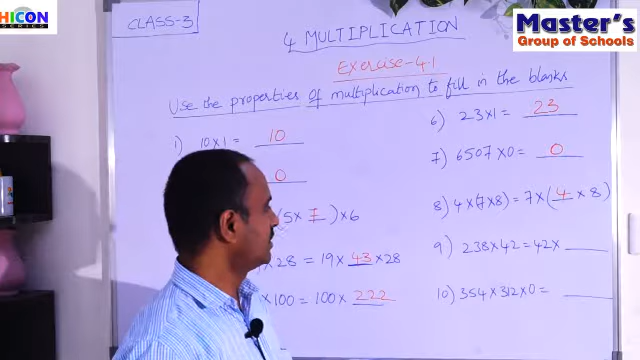 HICON
SERIES
CLASS-3
Master's
Group of Schools
4 MULTIPLICATION
Exercise-4.1
Use the properties of multiplication to fill in the blanks
1) 10×1 = 10
0
(5× 7 )×6
×28 = 19× 43 ×28
×100 = 100× 222
6) 23×1 = 23
7) 6507×0 = 0
8) 4×(7×8) = 7×( 4 ×8)
9) 238×42 = 42× ____
10) 354×312×0 = ____